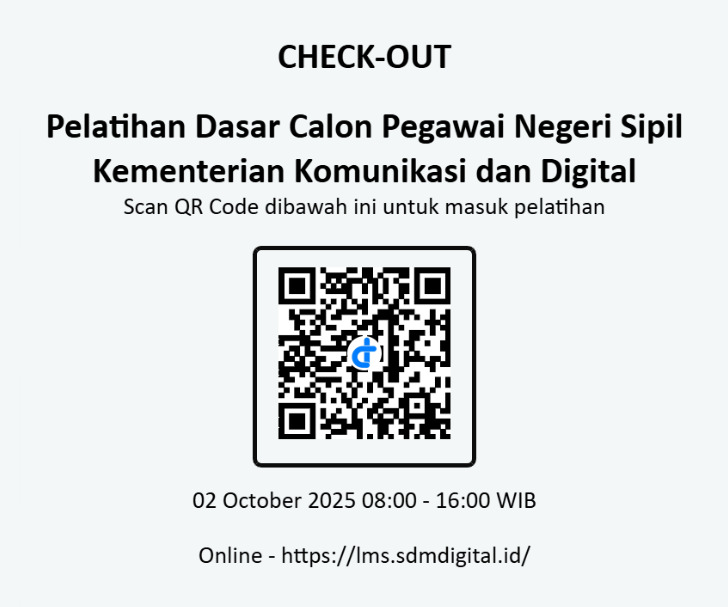 CHECK-OUT
Pelatihan Dasar Calon Pegawai Negeri Sipil
Kementerian Komunikasi dan Digital
Scan QR Code dibawah ini untuk masuk pelatihan
02 October 2025 08:00 - 16:00 WIB
Online - https://lms.sdmdigital.id/